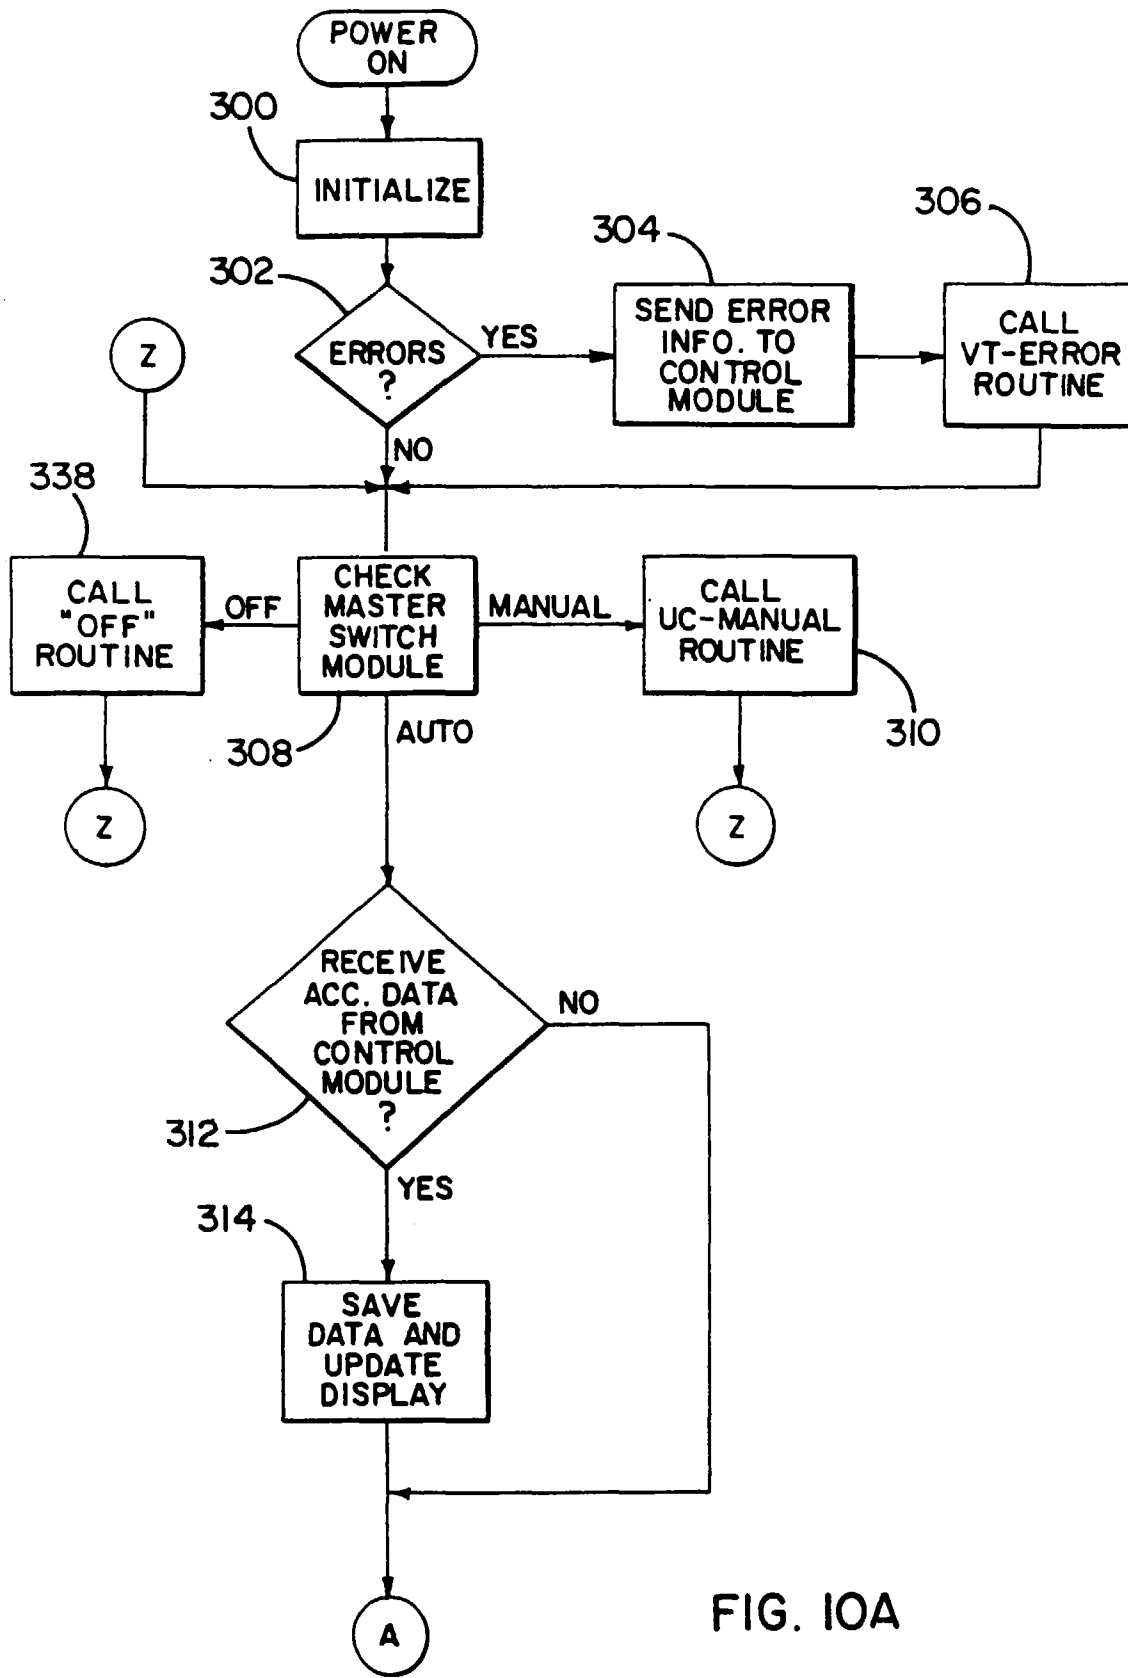 POWER
ON
300
INITIALIZE
302
ERRORS
?
YES
304
SEND ERROR
INFO. TO
CONTROL
MODULE
306
CALL
VT-ERROR
ROUTINE
Z
NO
338
CALL
"OFF"
ROUTINE
OFF
CHECK
MASTER
SWITCH
MODULE
308
MANUAL
CALL
UC-MANUAL
ROUTINE
310
AUTO
Z
Z
RECEIVE
ACC. DATA
FROM
CONTROL
MODULE
?
312
NO
YES
314
SAVE
DATA AND
UPDATE
DISPLAY
A
FIG. 10A